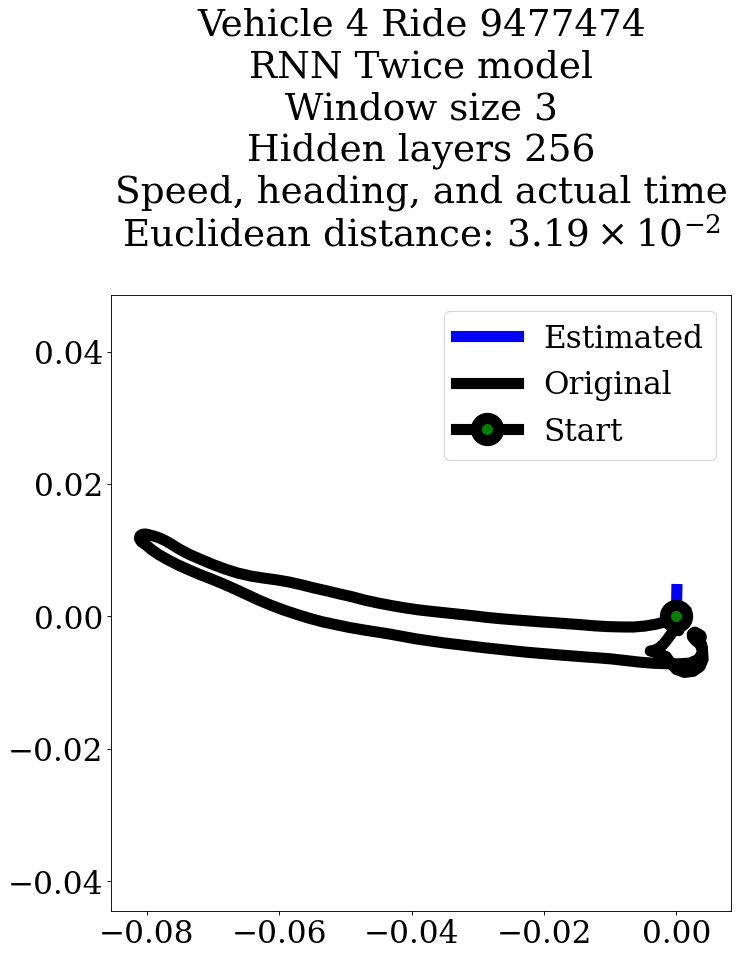 Vehicle 4 Ride 9477474
RNN Twice model
Window size 3
Hidden layers 256
Speed, heading, and actual time
Euclidean distance: 3.19 × 10⁻²
Estimated
Original
Start
0.04
0.02
0.00
−0.02
−0.04
−0.08 −0.06 −0.04 −0.02 0.00